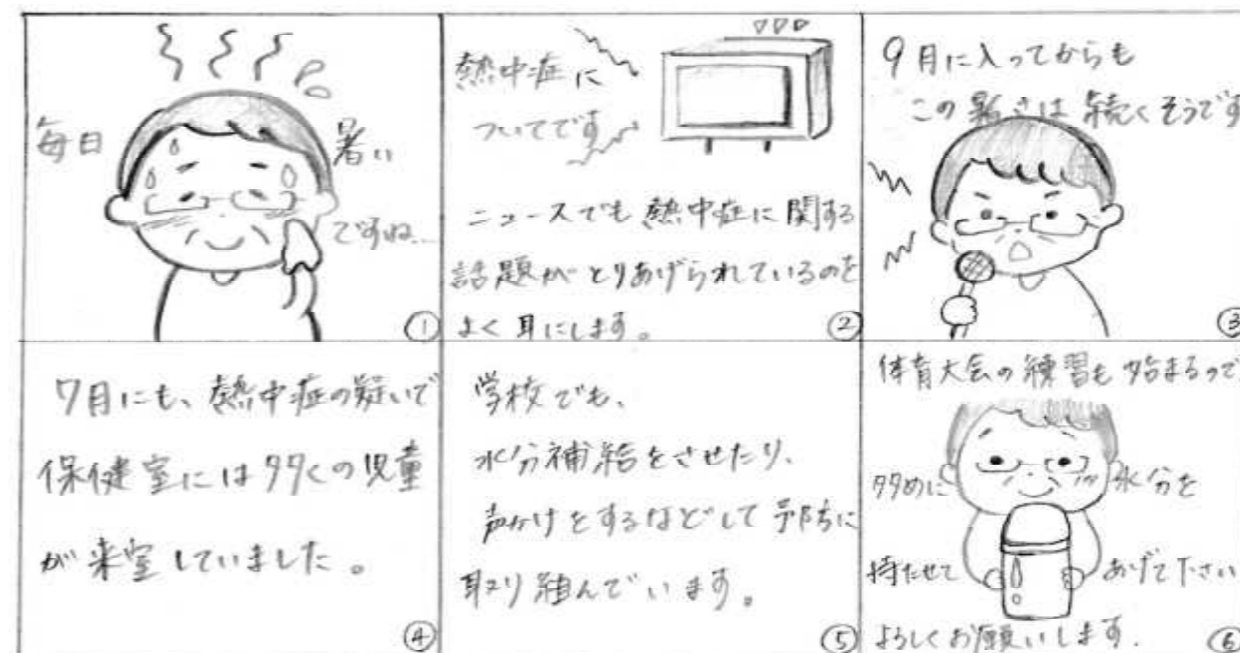 毎日
暑い
ですね…
①
熱中症に
ついてです
ニュースでも熱中症に関する
話題がとりあげられているのを
よく耳にします。
②
9月に入ってからも
この暑さは続くそうです
③
7月にも、熱中症の疑いで
保健室には多くの児童
が来室していました。
④
学校でも、
水分補給をさせたり、
声かけをするなどして予防に
取り組んでいます。
⑤
体育大会の練習も始まるので
多めに
水分を
持たせて
あげて下さい
よろしくお願いします.
⑥